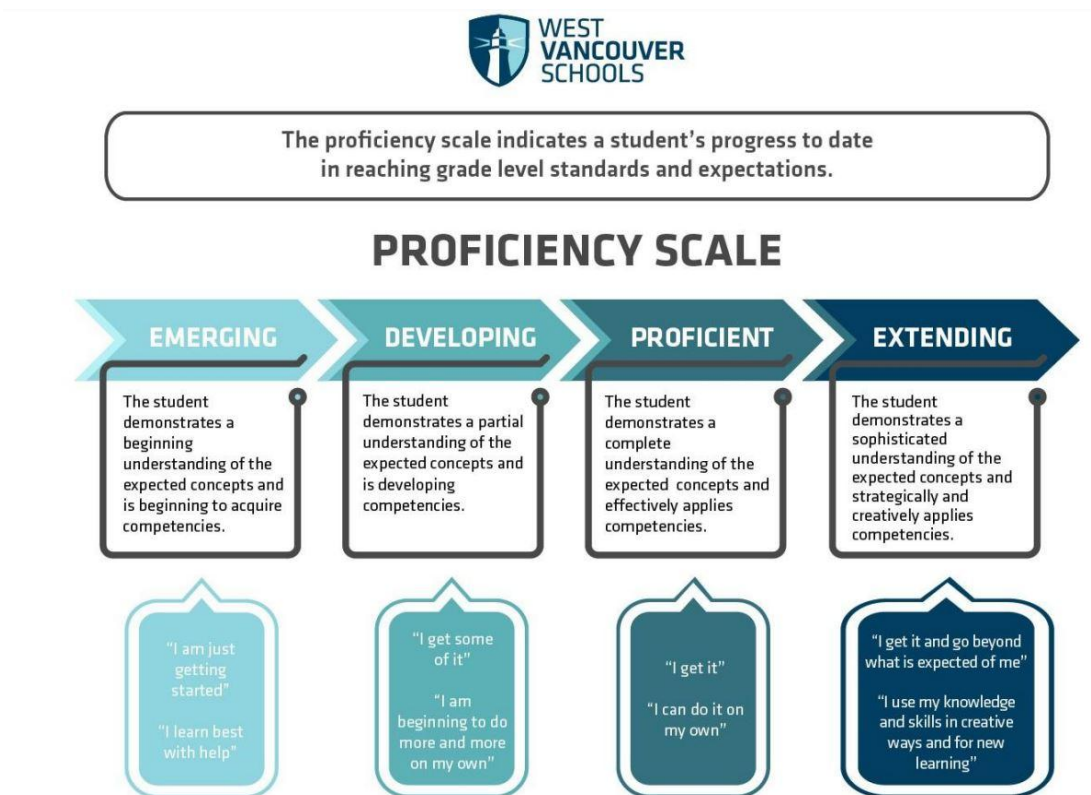 WEST
VANCOUVER
SCHOOLS
The proficiency scale indicates a student's progress to date
in reaching grade level standards and expectations.
PROFICIENCY SCALE
EMERGING
The student
demonstrates a
beginning
understanding of the
expected concepts and
is beginning to acquire
competencies.
"I am just
getting
started"
"I learn best
with help"
DEVELOPING
The student
demonstrates a partial
understanding of the
expected concepts and
is developing
competencies.
"I get some
of it"
"I am
beginning to do
more and more
on my own"
PROFICIENT
The student
demonstrates a
complete
understanding of the
expected concepts and
effectively applies
competencies.
"I get it"
"I can do it on
my own"
EXTENDING
The student
demonstrates a
sophisticated
understanding of the
expected concepts and
strategically and
creatively applies
competencies.
"I get it and go beyond
what is expected of me"
"I use my knowledge
and skills in creative
ways and for new
learning"